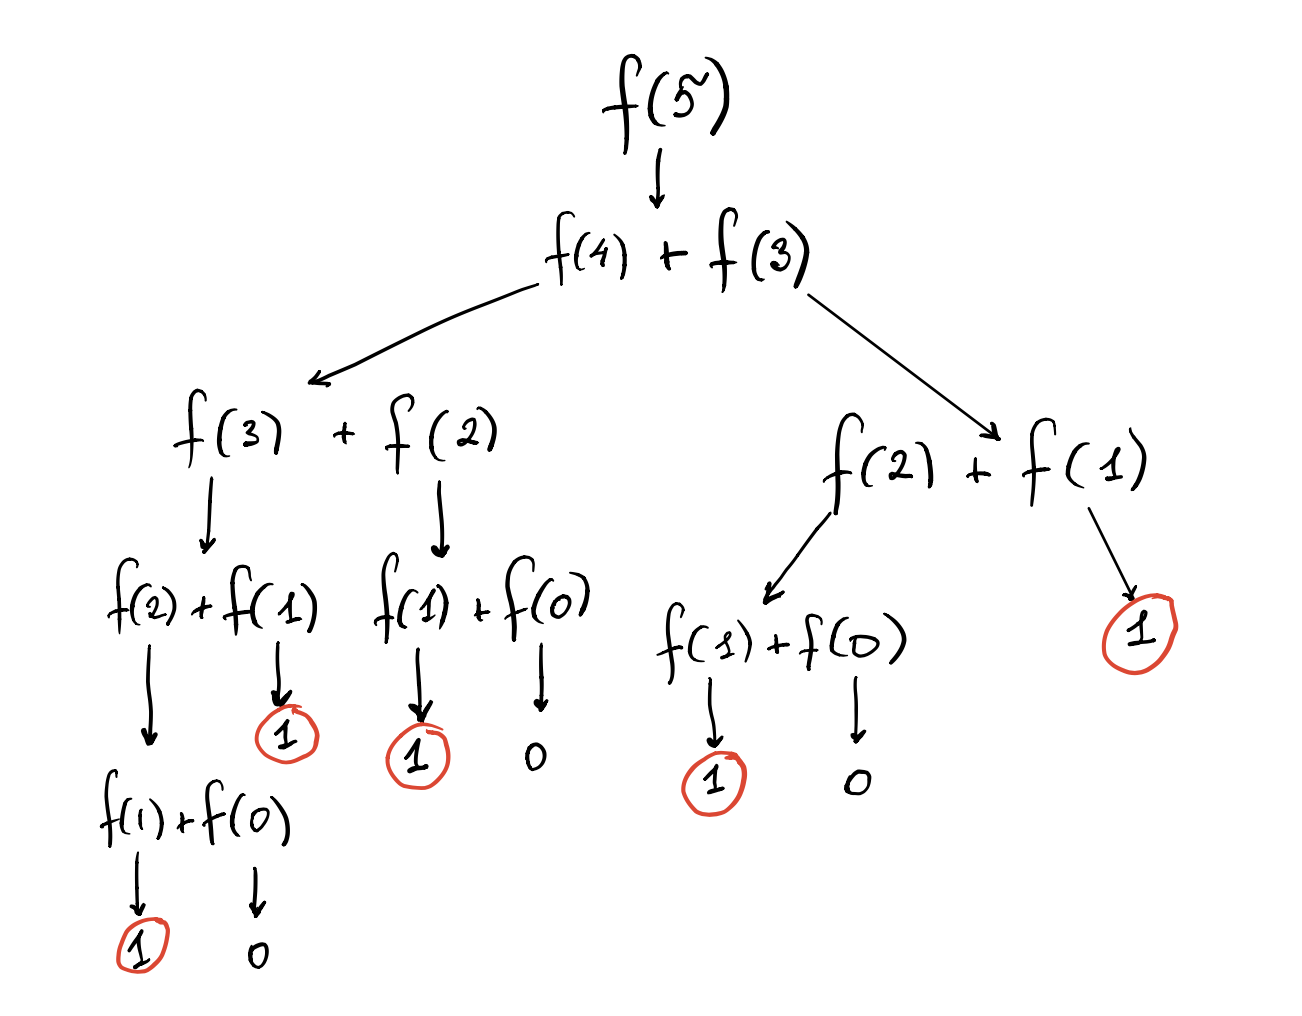 f(5)
f(4) + f(3)
f(3) + f(2)
f(2) + f(1)
f(2) + f(1)
f(1) + f(0)
f(1) + f(0)
1
1
1
0
1
0
f(1) + f(0)
1
0